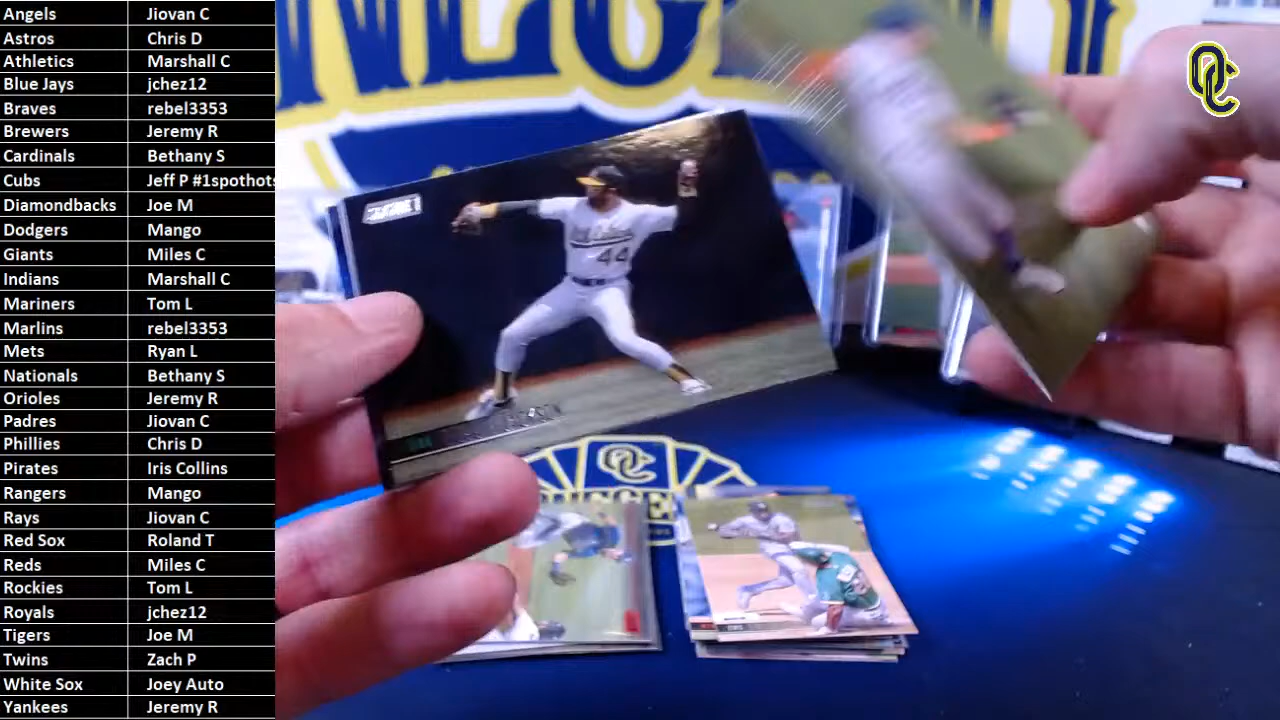 Angels Jiovan C
Astros Chris D
Athletics Marshall C
Blue Jays jchez12
Braves rebel3353
Brewers Jeremy R
Cardinals Bethany S
Cubs Jeff P #1spothots
Diamondbacks Joe M
Dodgers Mango
Giants Miles C
Indians Marshall C
Mariners Tom L
Marlins rebel3353
Mets Ryan L
Nationals Bethany S
Orioles Jeremy R
Padres Jiovan C
Phillies Chris D
Pirates Iris Collins
Rangers Mango
Rays Jiovan C
Red Sox Roland T
Reds Miles C
Rockies Tom L
Royals jchez12
Tigers Joe M
Twins Zach P
White Sox Joey Auto
Yankees Jeremy R
OC
44
OC